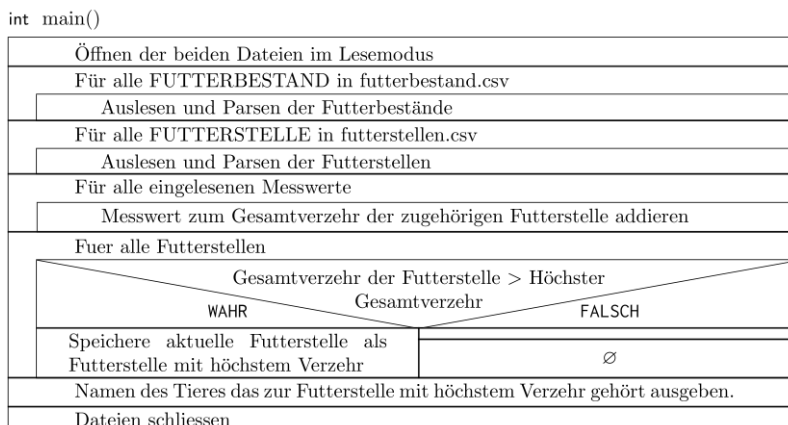 int main()
Öffnen der beiden Dateien im Lesemodus
Für alle FUTTERBESTAND in futterbestand.csv
Auslesen und Parsen der Futterbestände
Für alle FUTTERSTELLE in futterstellen.csv
Auslesen und Parsen der Futterstellen
Für alle eingelesenen Messwerte
Messwert zum Gesamtverzehr der zugehörigen Futterstelle addieren
Fuer alle Futterstellen
Gesamtverzehr der Futterstelle > Höchster
Gesamtverzehr
WAHR FALSCH
Speichere aktuelle Futterstelle als
Futterstelle mit höchstem Verzehr
∅
Namen des Tieres das zur Futterstelle mit höchstem Verzehr gehört ausgeben.
Dateien schliessen